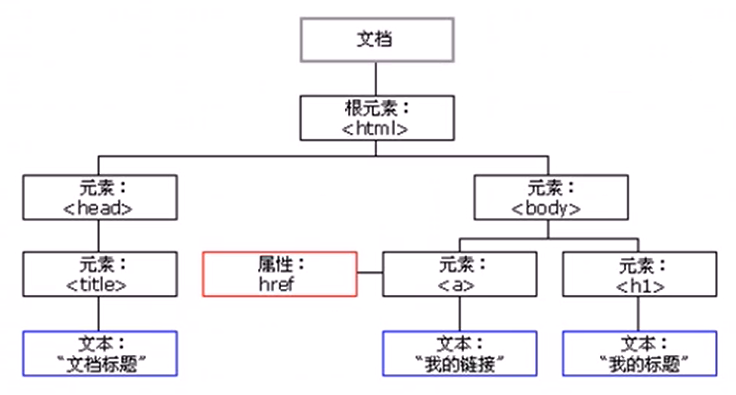 文档
根元素：
<html>
元素：
<head>
元素：
<body>
元素：
<title>
属性：
href
元素：
<a>
元素：
<h1>
文本：
“文档标题”
文本：
“我的链接”
文本：
“我的标题”